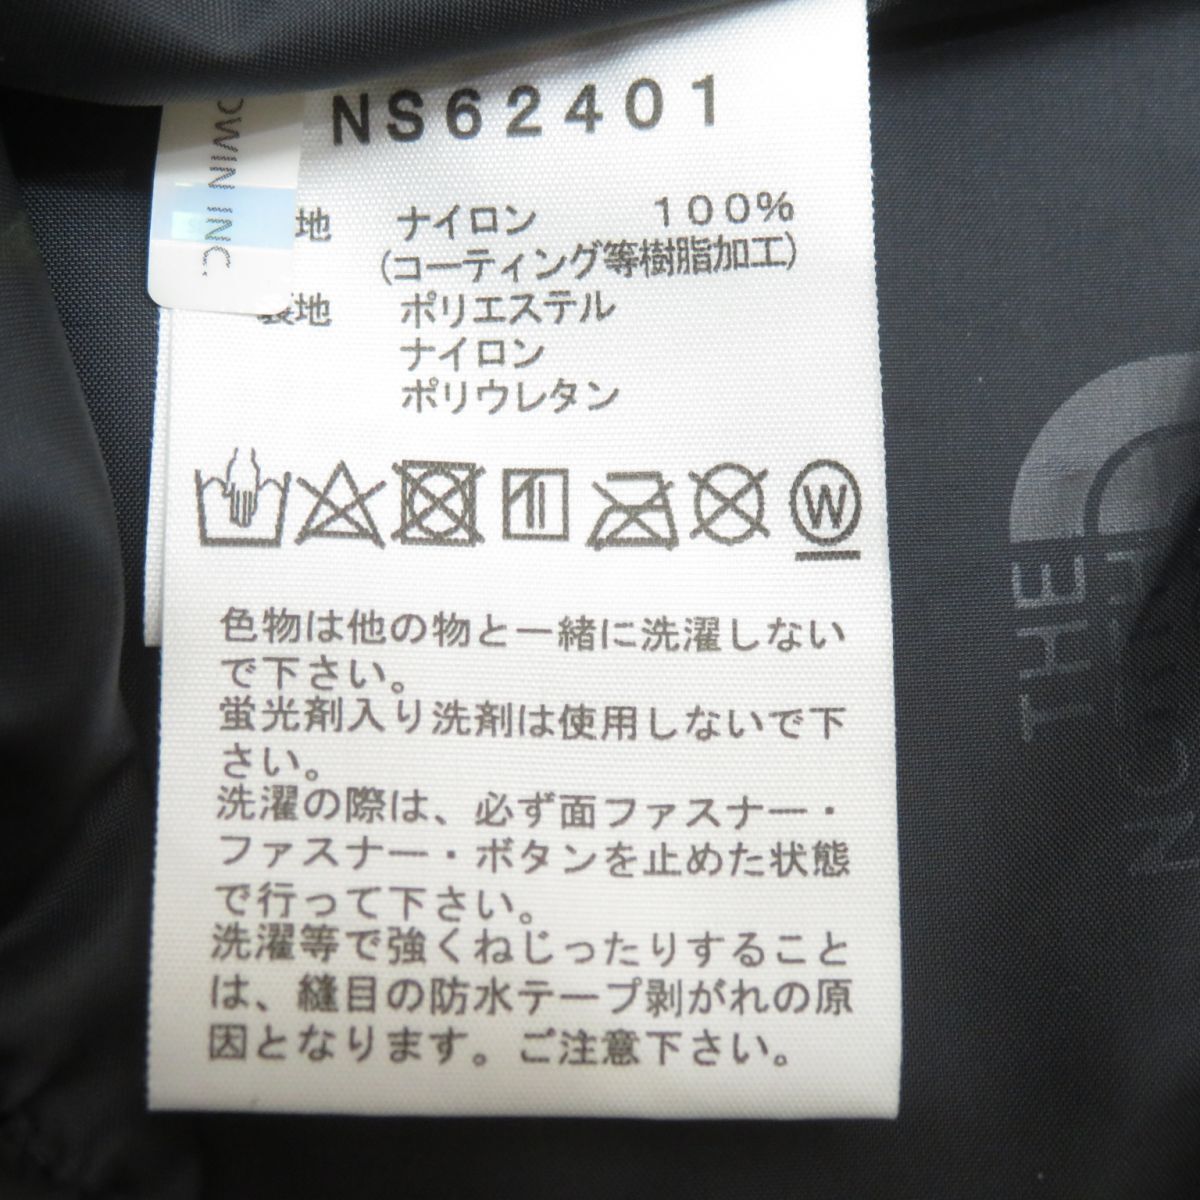 NS62401
OWIN INC.
地 ナイロン 100%
(コーティング等樹脂加工)
裏地 ポリエステル
ナイロン
ポリウレタン
W
色物は他の物と一緒に洗濯しない
で下さい。
蛍光剤入り洗剤は使用しないで下
さい。
洗濯の際は、必ず面ファスナー・
ファスナー・ボタンを止めた状態
で行って下さい。
洗濯等で強くねじったりすること
は、縫目の防水テープ剥がれの原
因となります。ご注意下さい。
THE
NO